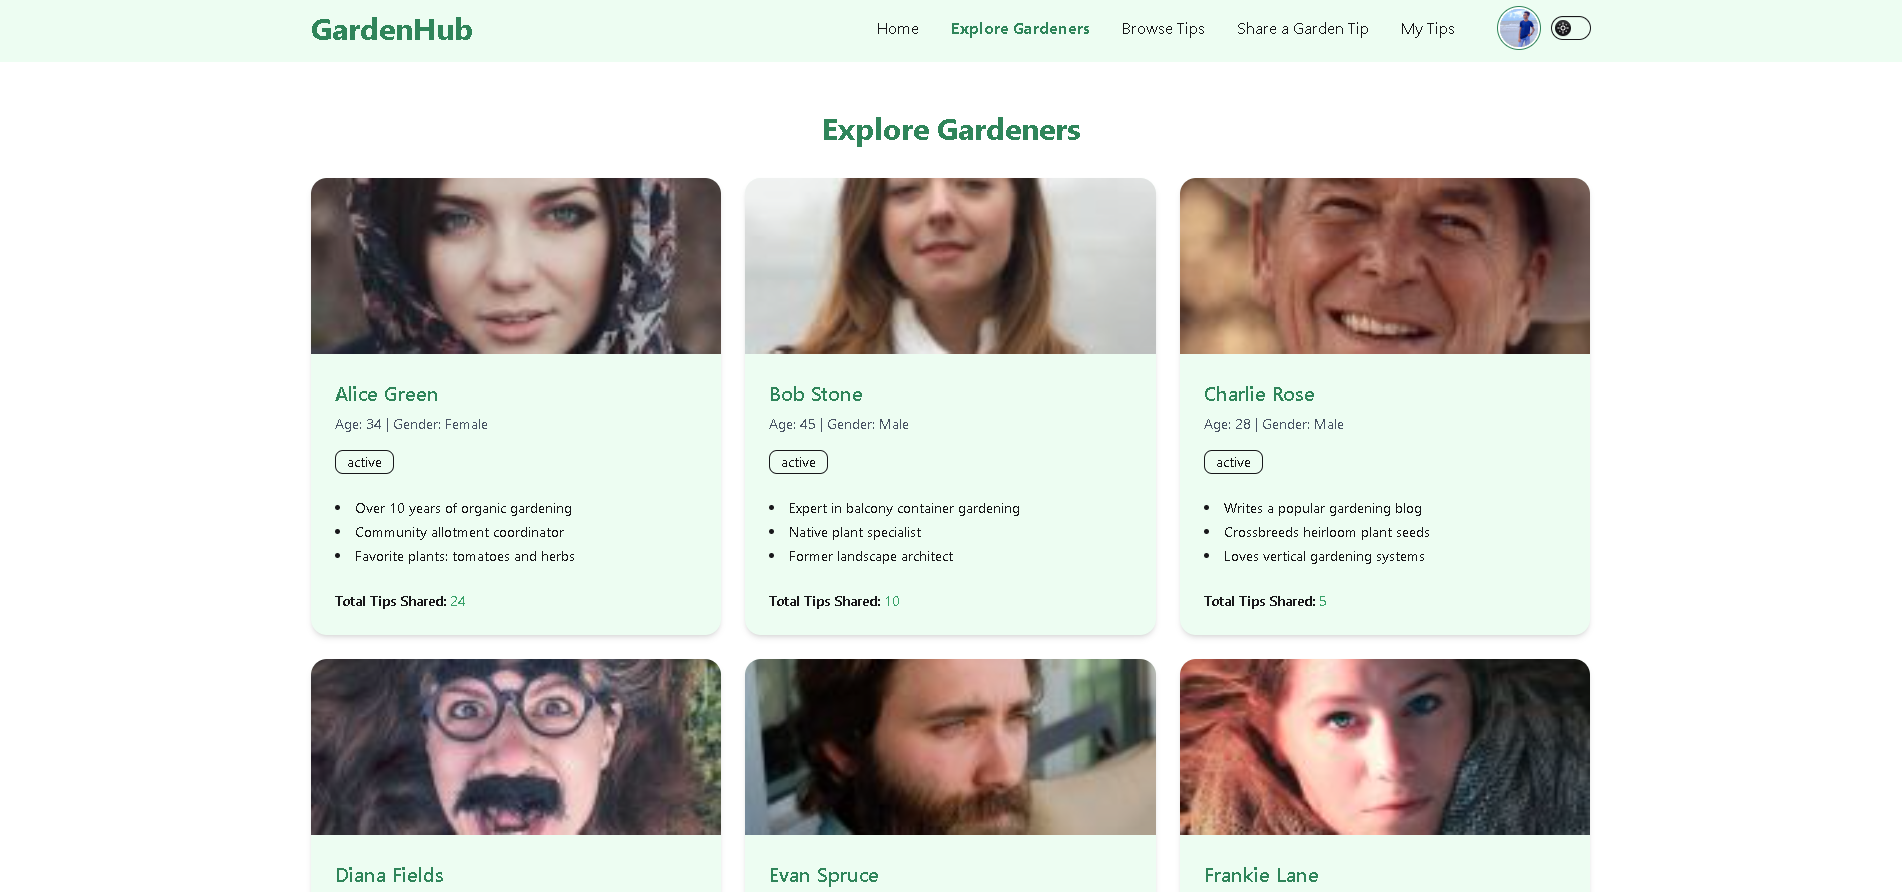 GardenHub
Home Explore Gardeners Browse Tips Share a Garden Tip My Tips
Explore Gardeners
Alice Green
Age: 34 | Gender: Female
active
Over 10 years of organic gardening
Community allotment coordinator
Favorite plants: tomatoes and herbs
Total Tips Shared: 24
Bob Stone
Age: 45 | Gender: Male
active
Expert in balcony container gardening
Native plant specialist
Former landscape architect
Total Tips Shared: 10
Charlie Rose
Age: 28 | Gender: Male
active
Writes a popular gardening blog
Crossbreeds heirloom plant seeds
Loves vertical gardening systems
Total Tips Shared: 5
Diana Fields
Evan Spruce
Frankie Lane